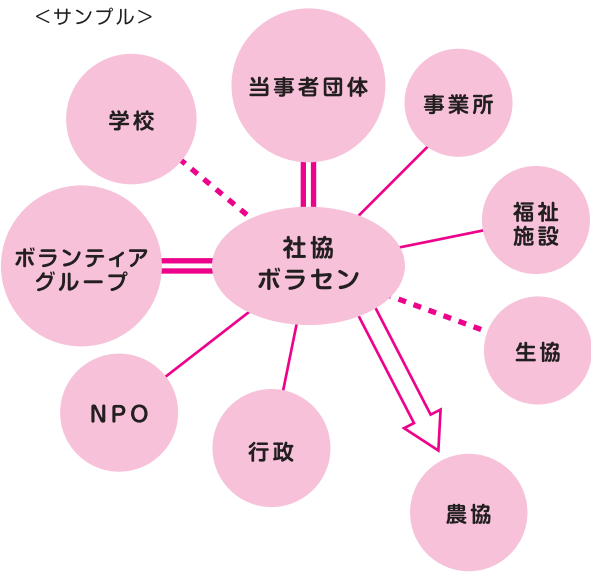 ＜サンプル＞
当事者団体
事業所
学校
福祉
施設
社協
ボラセン
ボランティア
グループ
生協
NPO
行政
農協